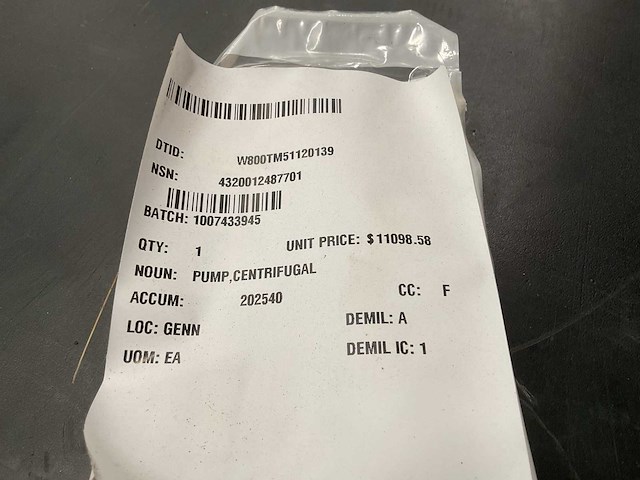 DTID: W800TM51120139
NSN: 4320012487701
BATCH: 1007433945
QTY: 1 UNIT PRICE: $11098.58
NOUN: PUMP,CENTRIFUGAL
ACCUM: 202540 CC: F
LOC: GENN DEMIL: A
UOM: EA DEMIL IC: 1